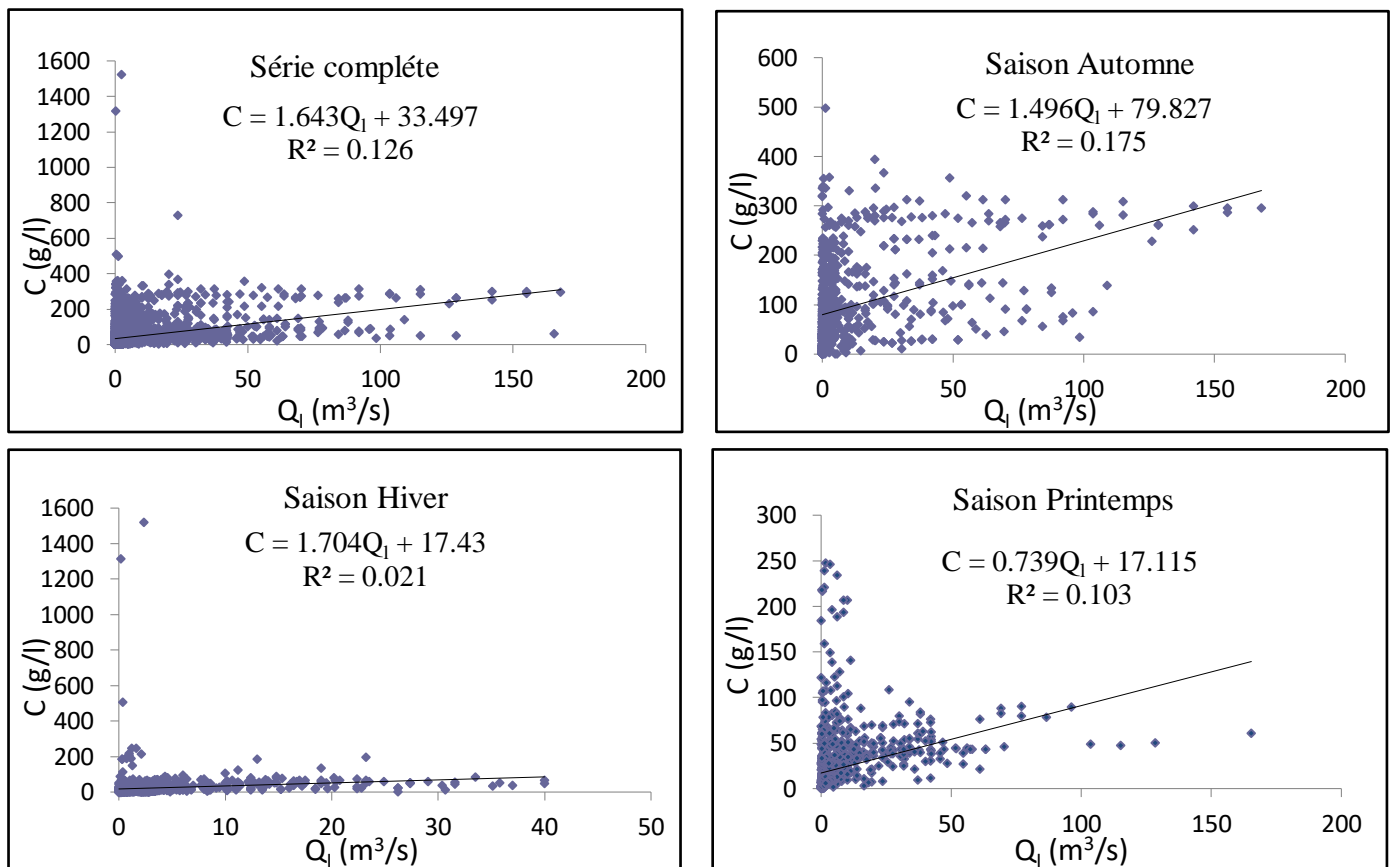 Série compléte
C = 1.643Qₗ + 33.497
R² = 0.126
C (g/l)
1600
1400
1200
1000
800
600
400
200
0
0 50 100 150 200
Qₗ (m³/s)
Saison Automne
C = 1.496Qₗ + 79.827
R² = 0.175
C (g/l)
600
500
400
300
200
100
0
0 50 100 150 200
Qₗ (m³/s)
Saison Hiver
C = 1.704Qₗ + 17.43
R² = 0.021
C (g/l)
1600
1400
1200
1000
800
600
400
200
0
0 10 20 30 40 50
Qₗ (m³/s)
Saison Printemps
C = 0.739Qₗ + 17.115
R² = 0.103
C (g/l)
300
250
200
150
100
50
0
0 50 100 150 200
Qₗ (m³/s)